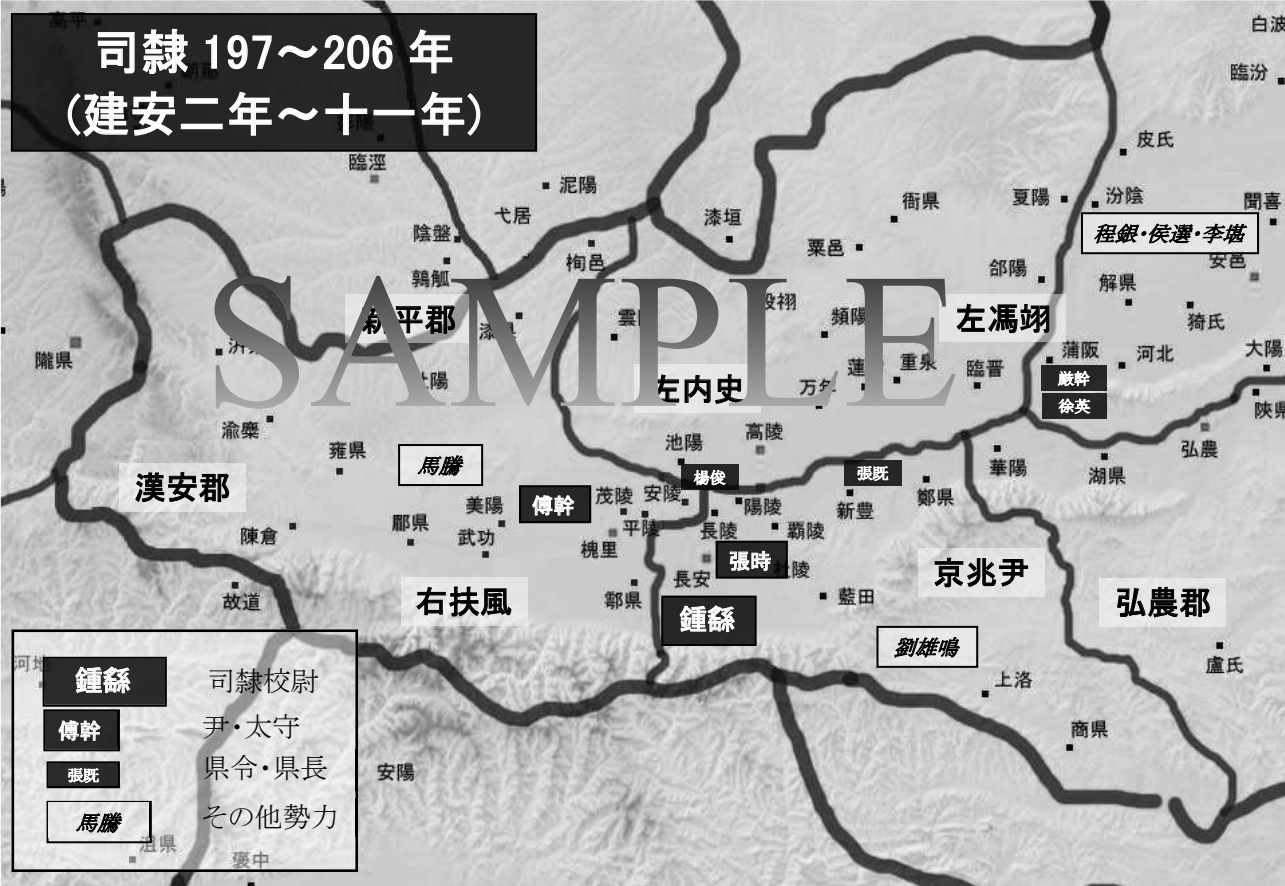 高平
司隷 197～206 年
(建安二年～十一年)
白波
臨汾
臨涇
皮氏
泥陽
弋居
陰盤
鶉觚
栒邑
漆垣
衙県
夏陽
汾陰
聞喜
粟邑
程銀・侯選・李堪
安邑
郃陽
解県
SAMPLE
新平郡
祋祤
頻陽
左馮翊
猗氏
隴県
蒲阪
河北
大陽
重泉
臨晋
左内史
厳幹
徐英
陝県
渝麋
雍県
池陽
高陵
弘農
漢安郡
馬騰
楊俊
張既
華陽
湖県
美陽
傅幹
茂陵
安陵
陽陵
新豊
鄭県
陳倉
郿県
武功
平陵
長陵
覇陵
槐里
長安
張時
杜陵
京兆尹
故道
右扶風
鄠県
鍾繇
藍田
弘農郡
劉雄鳴
盧氏
河地
鍾繇 司隷校尉
上洛
傅幹 尹・太守
商県
張既 県令・県長
安陽
馬騰 その他勢力
沮県
褒中